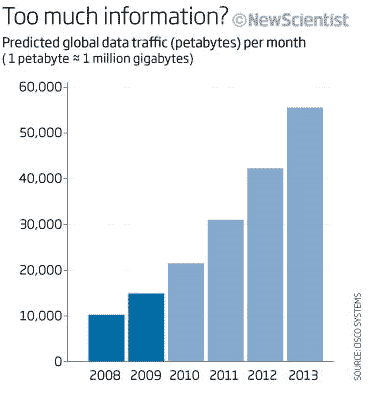 Too much information? ©NewScientist
Predicted global data traffic (petabytes) per month
(1 petabyte ≈ 1 million gigabytes)
60,000
50,000
40,000
30,000
20,000
10,000
0
2008 2009 2010 2011 2012 2013
SOURCE: CISCO SYSTEMS